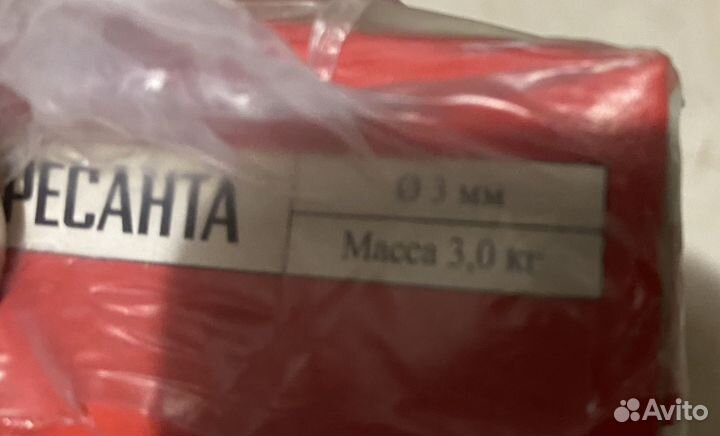 РЕСАНТА
Ø 3 мм
Масса 3,0 кг
Avito